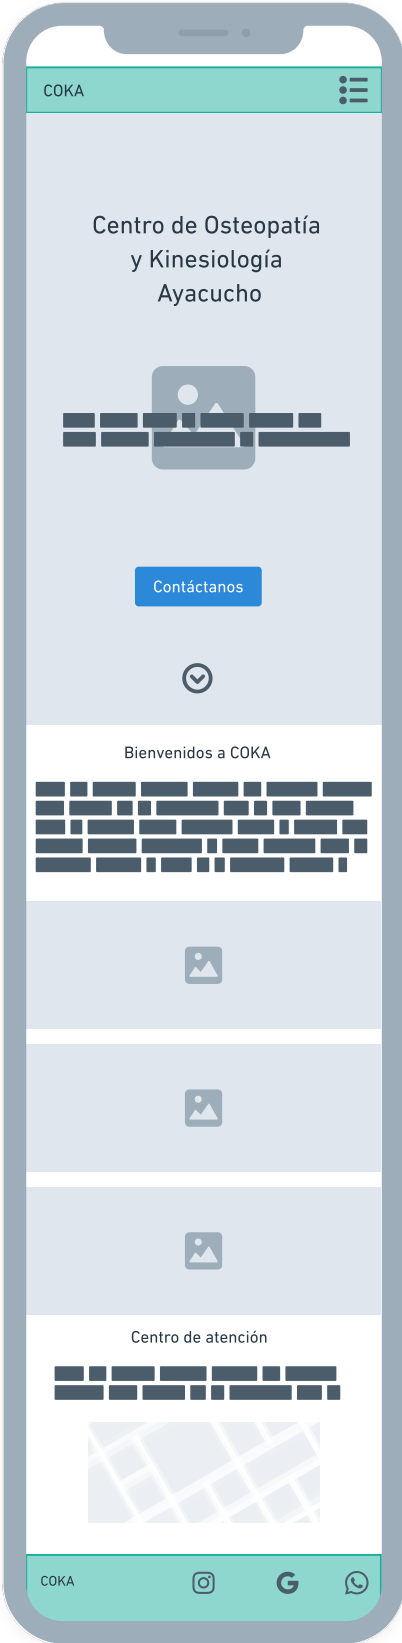 COKA
Centro de Osteopatía
y Kinesiología
Ayacucho
Contáctanos
Bienvenidos a COKA
Centro de atención
COKA